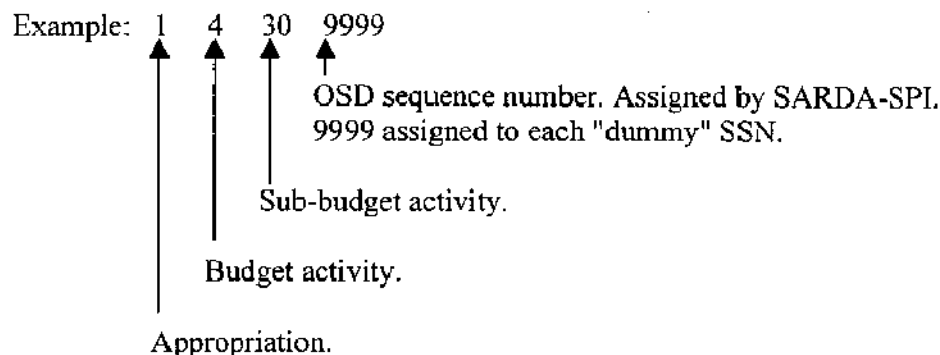 Example: 1 4 30 9999
OSD sequence number. Assigned by SARDA-SPI.
9999 assigned to each "dummy" SSN.
Sub-budget activity.
Budget activity.
Appropriation.